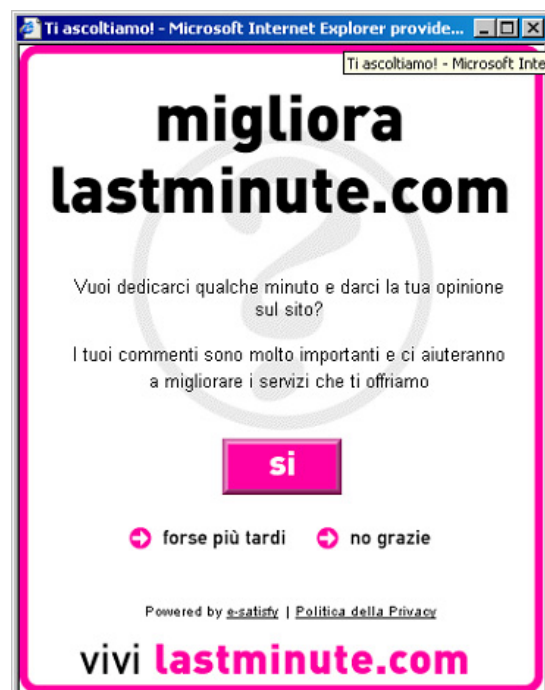 Ti ascoltiamo! - Microsoft Internet Explorer provide...
Ti ascoltiamo! - Microsoft Inte
migliora
lastminute.com
Vuoi dedicarci qualche minuto e darci la tua opinione
sul sito?
I tuoi commenti sono molto importanti e ci aiuteranno
a migliorare i servizi che ti offriamo
si
forse più tardi no grazie
Powered by e-satisfy | Politica della Privacy
vivi lastminute.com